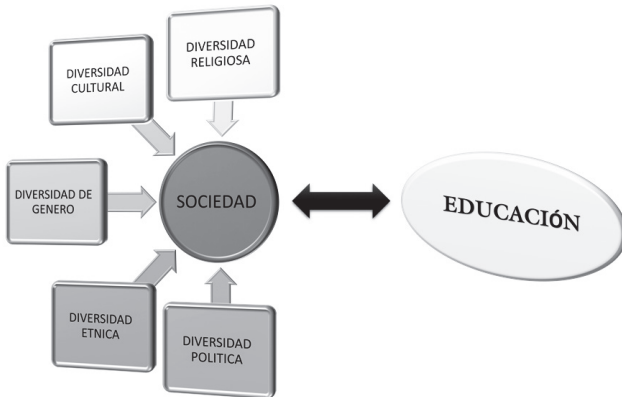 DIVERSIDAD
RELIGIOSA
DIVERSIDAD
CULTURAL
DIVERSIDAD DE
GENERO
SOCIEDAD
EDUCACIÓN
DIVERSIDAD
ETNICA
DIVERSIDAD
POLITICA